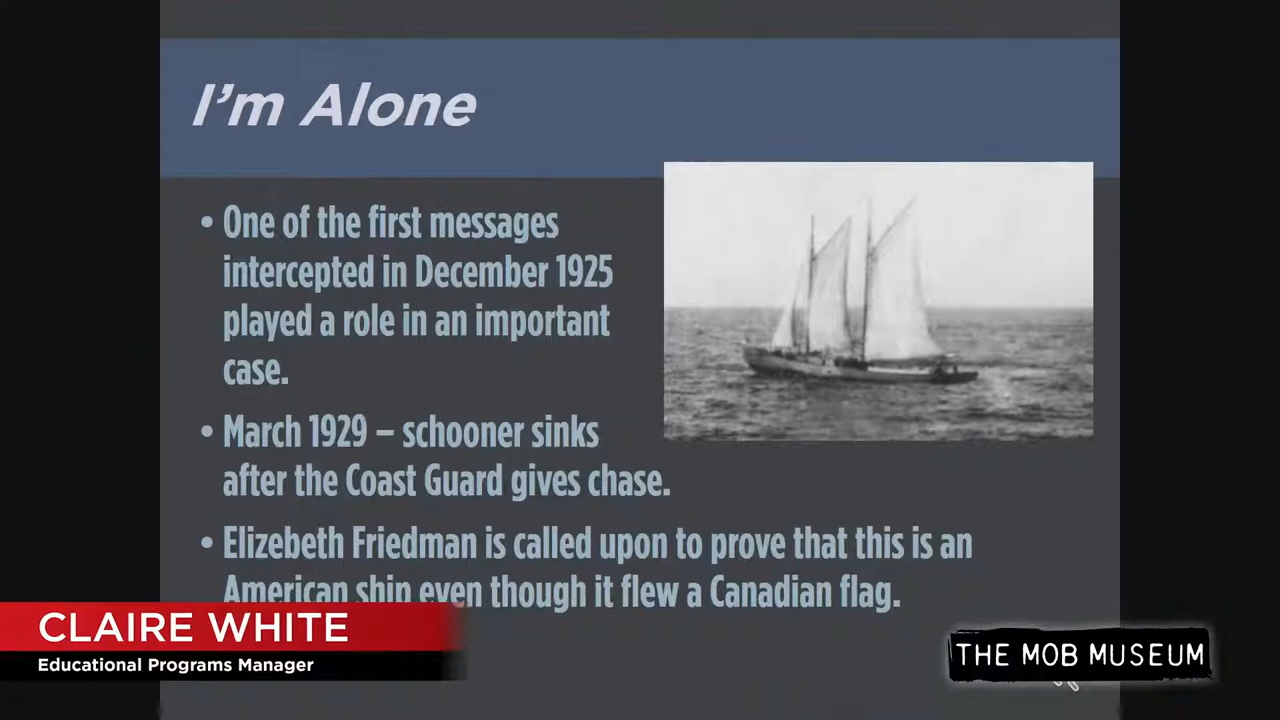 I'm Alone
• One of the first messages
intercepted in December 1925
played a role in an important
case.
• March 1929 – schooner sinks
after the Coast Guard gives chase.
• Elizebeth Friedman is called upon to prove that this is an
American ship even though it flew a Canadian flag.
CLAIRE WHITE
Educational Programs Manager
THE MOB MUSEUM